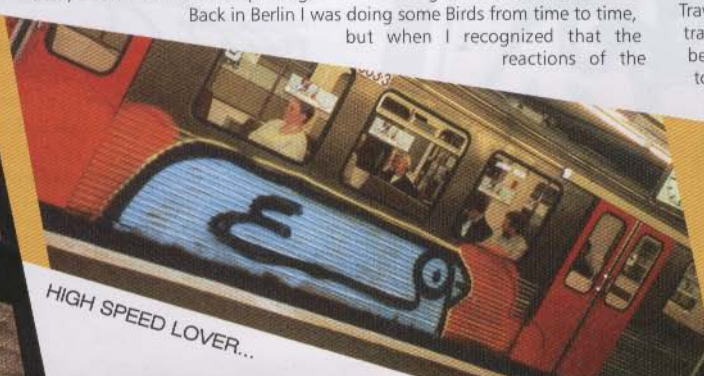 Back in Berlin I was doing some Birds from time to time,
but when I recognized that the
reactions of the
HIGH SPEED LOVER...